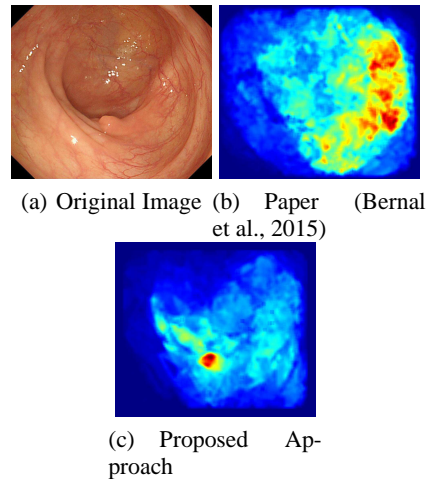 (a) Original Image
(b) Paper (Bernal
et al., 2015)
(c) Proposed Ap-
proach